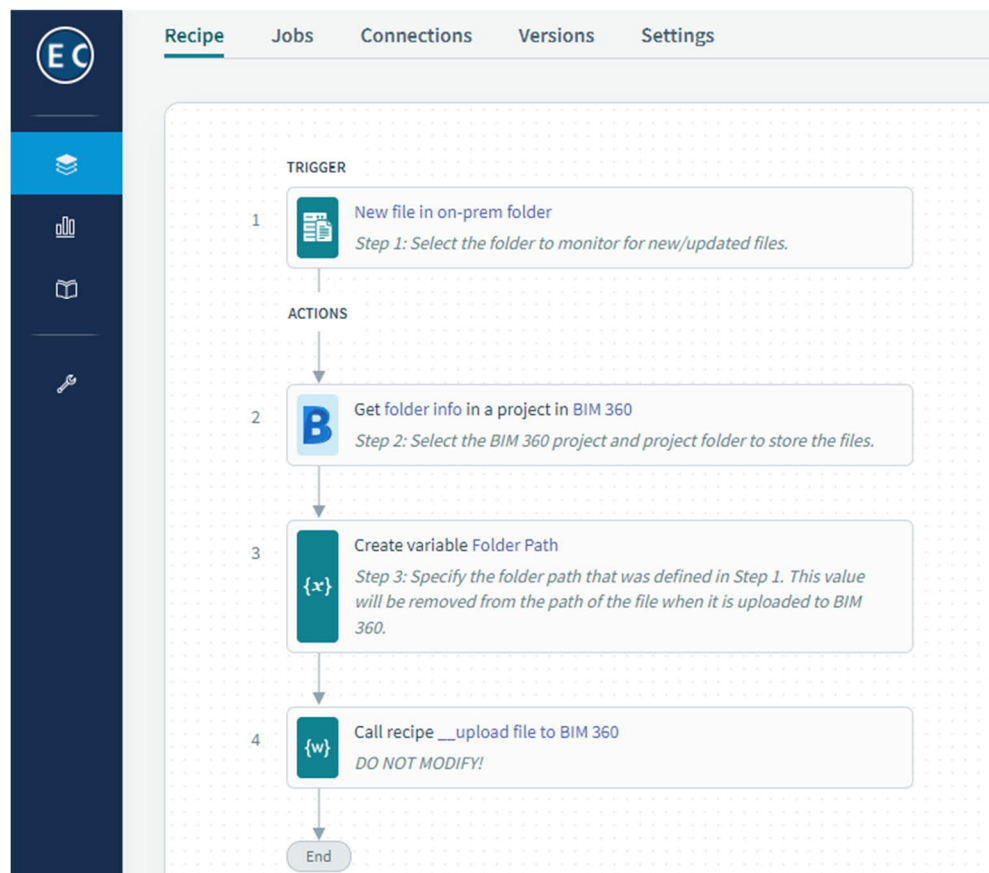 EC
Recipe Jobs Connections Versions Settings
TRIGGER
1
New file in on-prem folder
Step 1: Select the folder to monitor for new/updated files.
ACTIONS
2
B
Get folder info in a project in BIM 360
Step 2: Select the BIM 360 project and project folder to store the files.
3
{x}
Create variable Folder Path
Step 3: Specify the folder path that was defined in Step 1. This value
will be removed from the path of the file when it is uploaded to BIM
360.
4
{w}
Call recipe __upload file to BIM 360
DO NOT MODIFY!
End